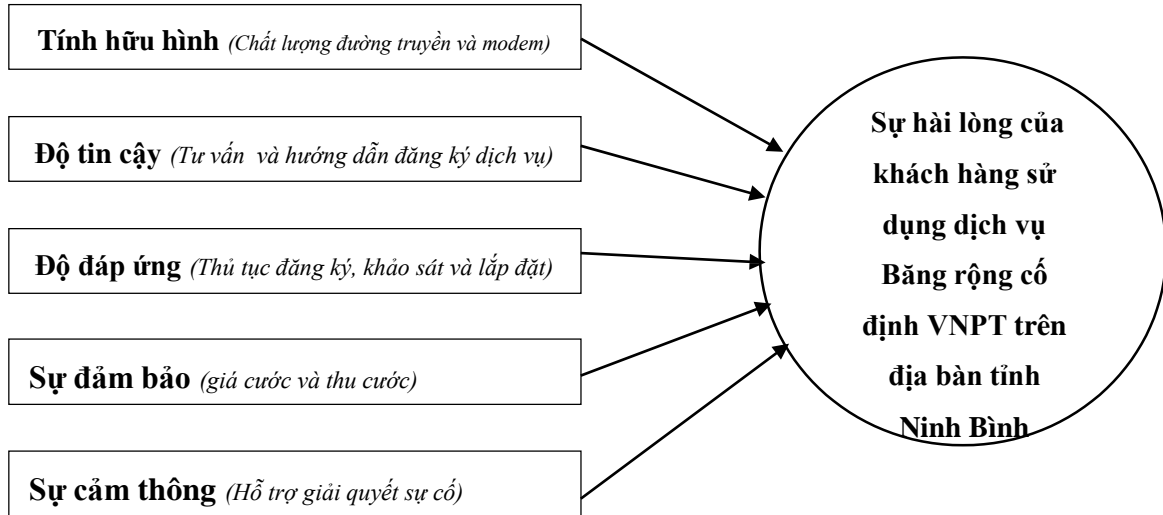 Tính hữu hình (Chất lượng đường truyền và modem)
Độ tin cậy (Tư vấn và hướng dẫn đăng ký dịch vụ)
Độ đáp ứng (Thủ tục đăng ký, khảo sát và lắp đặt)
Sự đảm bảo (giá cước và thu cước)
Sự cảm thông (Hỗ trợ giải quyết sự cố)
Sự hài lòng của
khách hàng sử
dụng dịch vụ
Băng rộng cố
định VNPT trên
địa bàn tỉnh
Ninh Bình